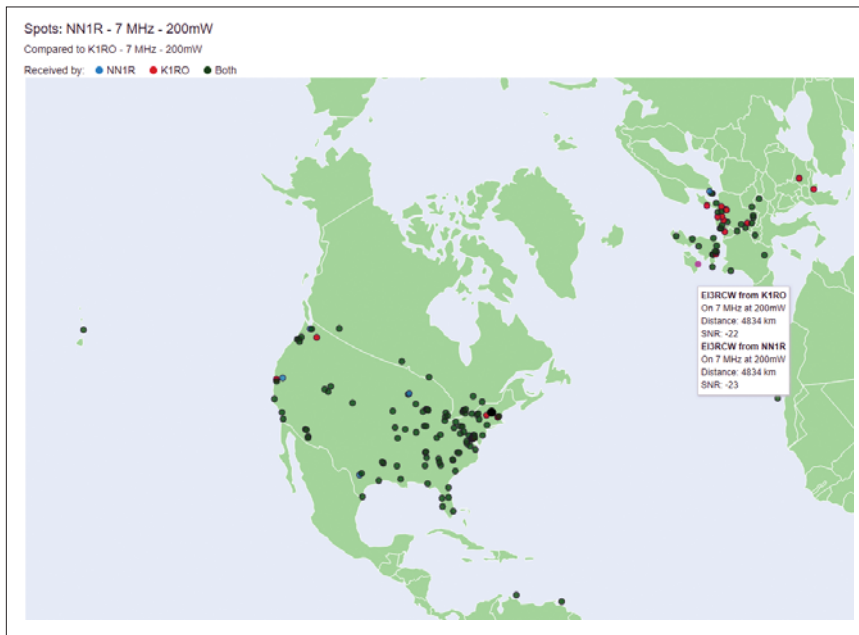 Spots: NN1R - 7 MHz - 200mW
Compared to K1RO - 7 MHz - 200mW
Received by: NN1R K1RO Both
EI3RCW from K1RO
On 7 MHz at 200mW
Distance: 4834 km
SNR: -22
EI3RCW from NN1R
On 7 MHz at 200mW
Distance: 4834 km
SNR: -23